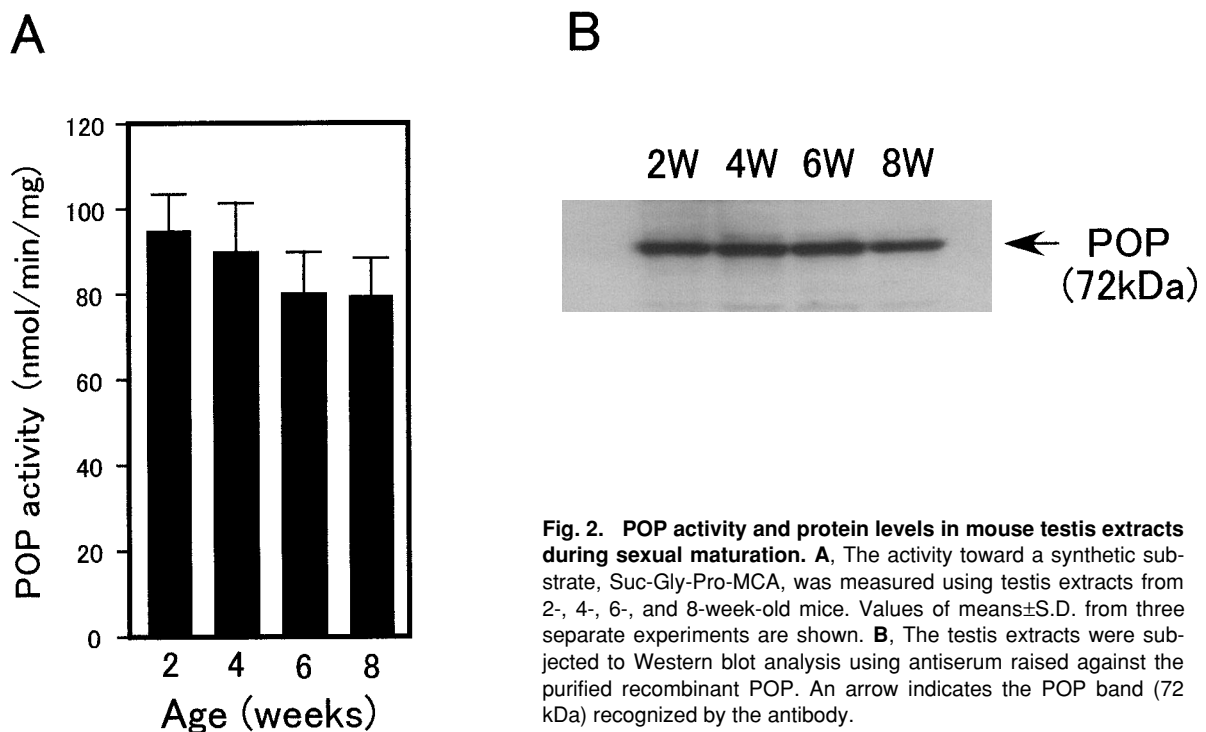 A
B
120
100
80
60
40
20
0
POP activity (nmol/min/mg)
2 4 6 8
Age (weeks)
2W 4W 6W 8W
POP
(72kDa)
Fig. 2. POP activity and protein levels in mouse testis extracts
during sexual maturation. A, The activity toward a synthetic sub-
strate, Suc-Gly-Pro-MCA, was measured using testis extracts from
2-, 4-, 6-, and 8-week-old mice. Values of means±S.D. from three
separate experiments are shown. B, The testis extracts were sub-
jected to Western blot analysis using antiserum raised against the
purified recombinant POP. An arrow indicates the POP band (72
kDa) recognized by the antibody.